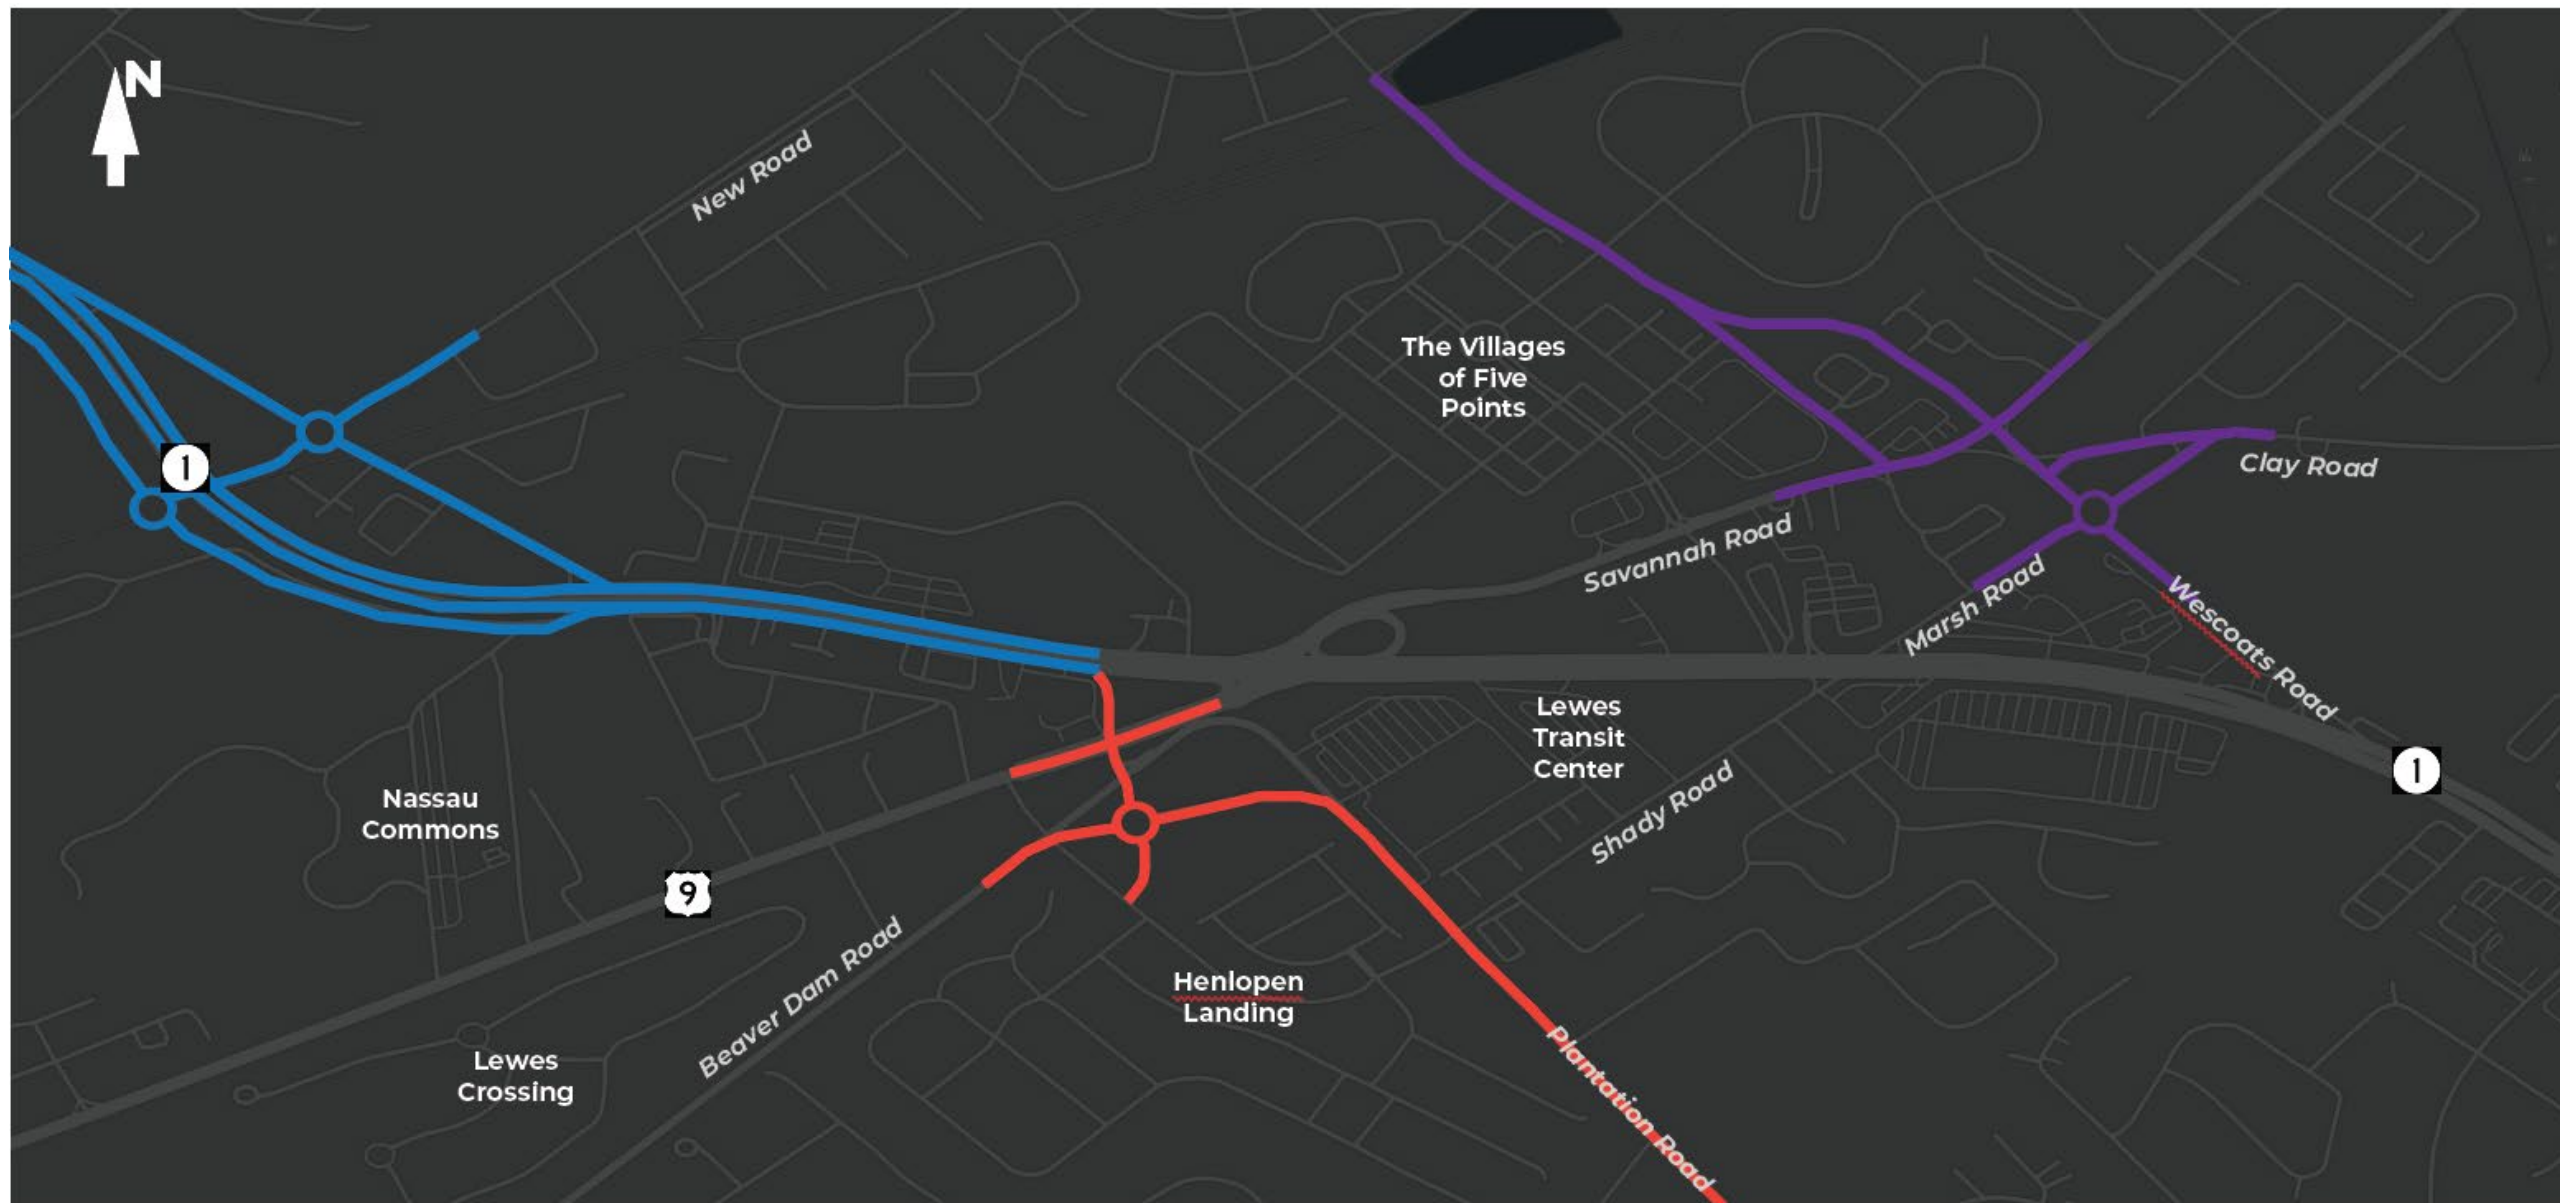 N
New Road
1
The Villages
of Five
Points
Clay Road
Savannah Road
Marsh Road
Wescoats Road
Lewes
Transit
Center
1
Shady Road
Nassau
Commons
9
Beaver Dam Road
Henlopen
Landing
Lewes
Crossing
Plantation Road